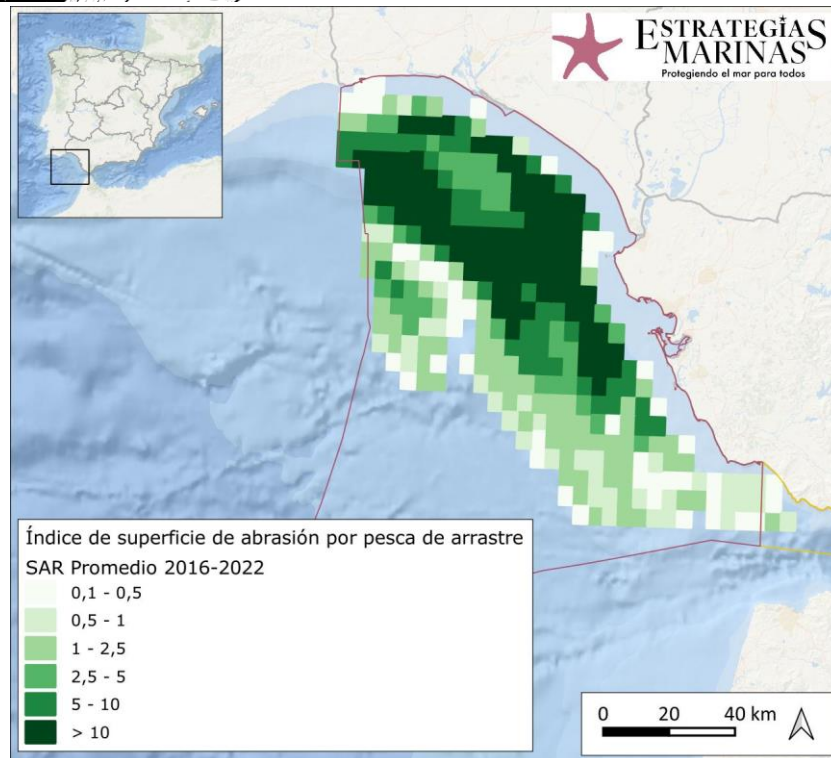 ESTRATEGIAS
MARINAS
Protegiendo el mar para todos
Índice de superficie de abrasión por pesca de arrastre
SAR Promedio 2016-2022
0,1 - 0,5
0,5 - 1
1 - 2,5
2,5 - 5
5 - 10
> 10
0 20 40 km